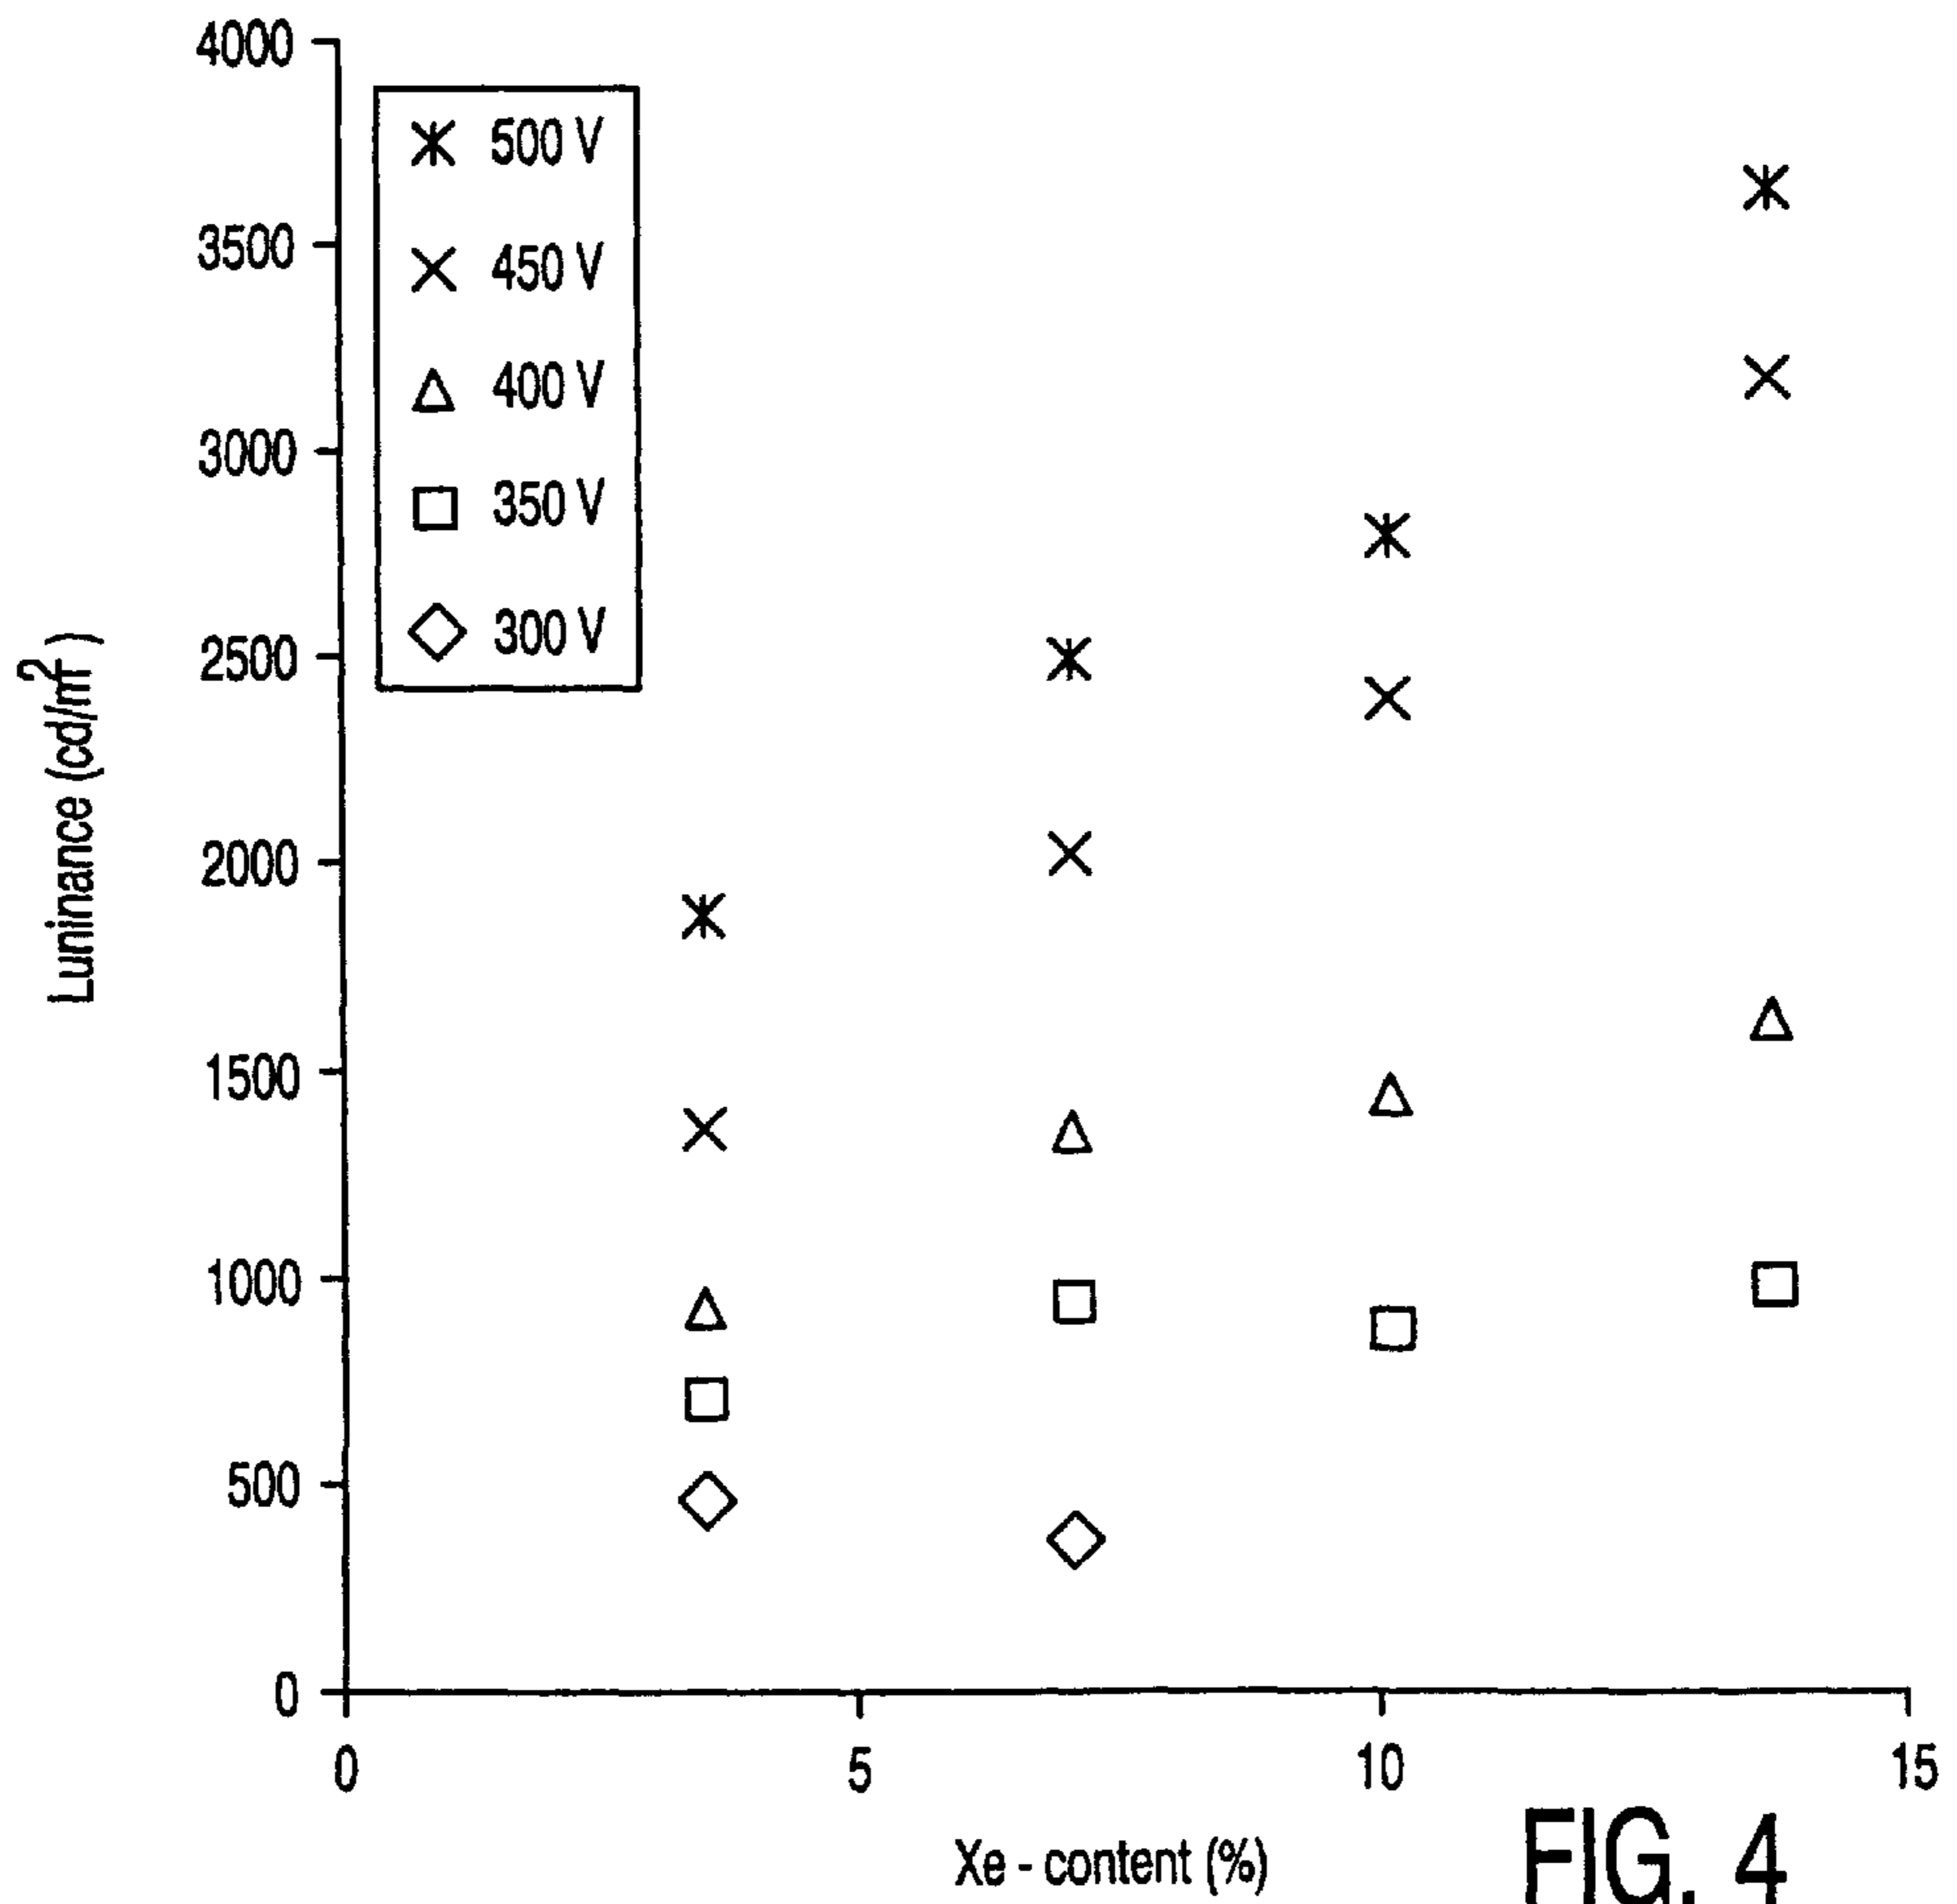 4000
3500
3000
2500
2000
1500
1000
500
0
Luninance (cd/m²)
500 V
450 V
400 V
350 V
300 V
0
5
10
15
Xe - content (%)
FIG. 4